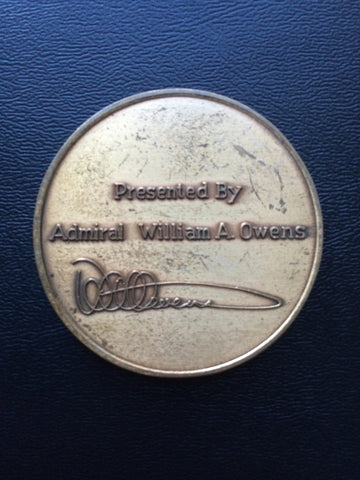 Presented By
Admiral William A. Owens